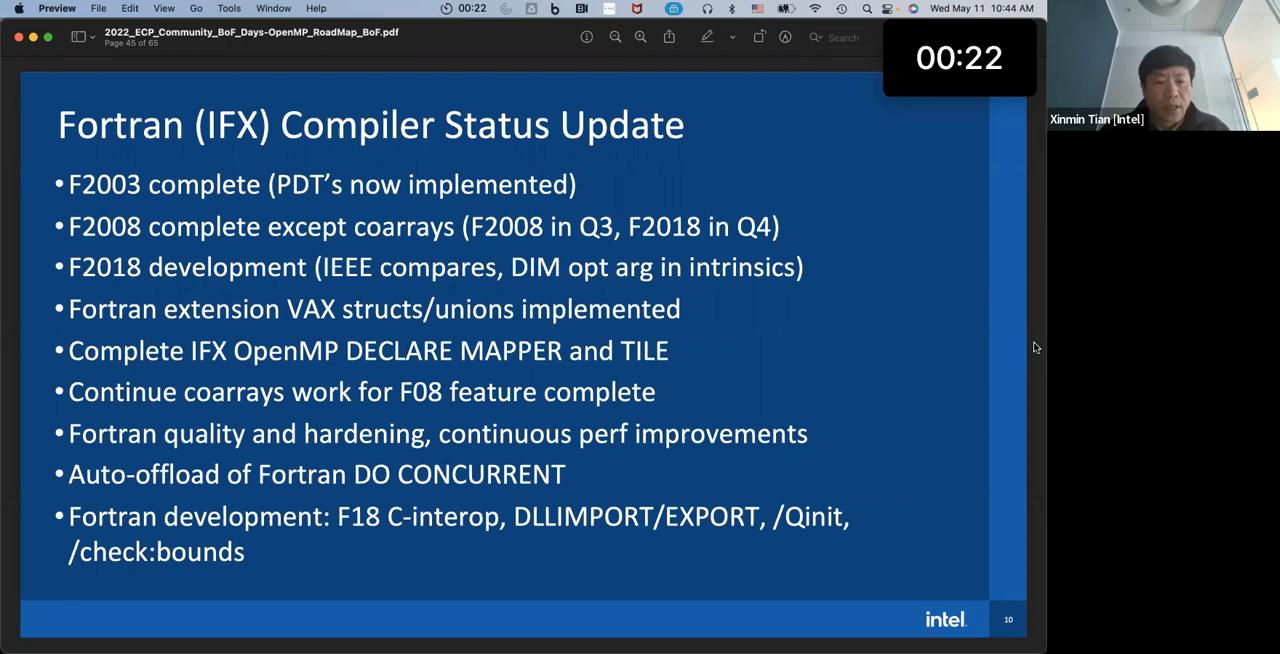 Preview File Edit View Go Tools Window Help 00:22 Wed May 11 10:44 AM
2022_ECP_Community_BoF_Days-OpenMP_RoadMap_BoF.pdf
Page 45 of 65
Search
00:22
Xinmin Tian [Intel]
Fortran (IFX) Compiler Status Update
•F2003 complete (PDT’s now implemented)
•F2008 complete except coarrays (F2008 in Q3, F2018 in Q4)
•F2018 development (IEEE compares, DIM opt arg in intrinsics)
•Fortran extension VAX structs/unions implemented
•Complete IFX OpenMP DECLARE MAPPER and TILE
•Continue coarrays work for F08 feature complete
•Fortran quality and hardening, continuous perf improvements
•Auto-offload of Fortran DO CONCURRENT
•Fortran development: F18 C-interop, DLLIMPORT/EXPORT, /Qinit,
/check:bounds
intel.
10